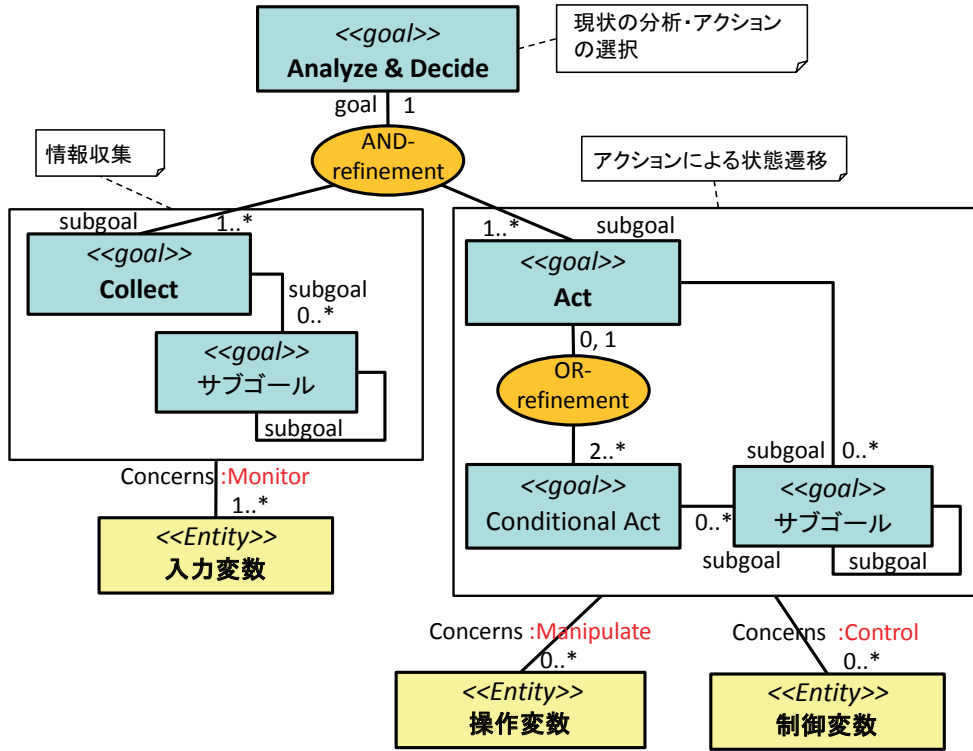 <<goal>>
Analyze & Decide
現状の分析・アクション
の選択
goal 1
AND-
refinement
情報収集
アクションによる状態遷移
subgoal 1..*
1..* subgoal
<<goal>>
Collect
subgoal
0..*
<<goal>>
サブゴール
subgoal
<<goal>>
Act
0, 1
OR-
refinement
2..*
<<goal>>
Conditional Act
subgoal 0..*
<<goal>>
サブゴール
0..*
subgoal
subgoal
Concerns :Monitor
1..*
<<Entity>>
入力変数
Concerns :Manipulate
0..*
<<Entity>>
操作変数
Concerns :Control
0..*
<<Entity>>
制御変数